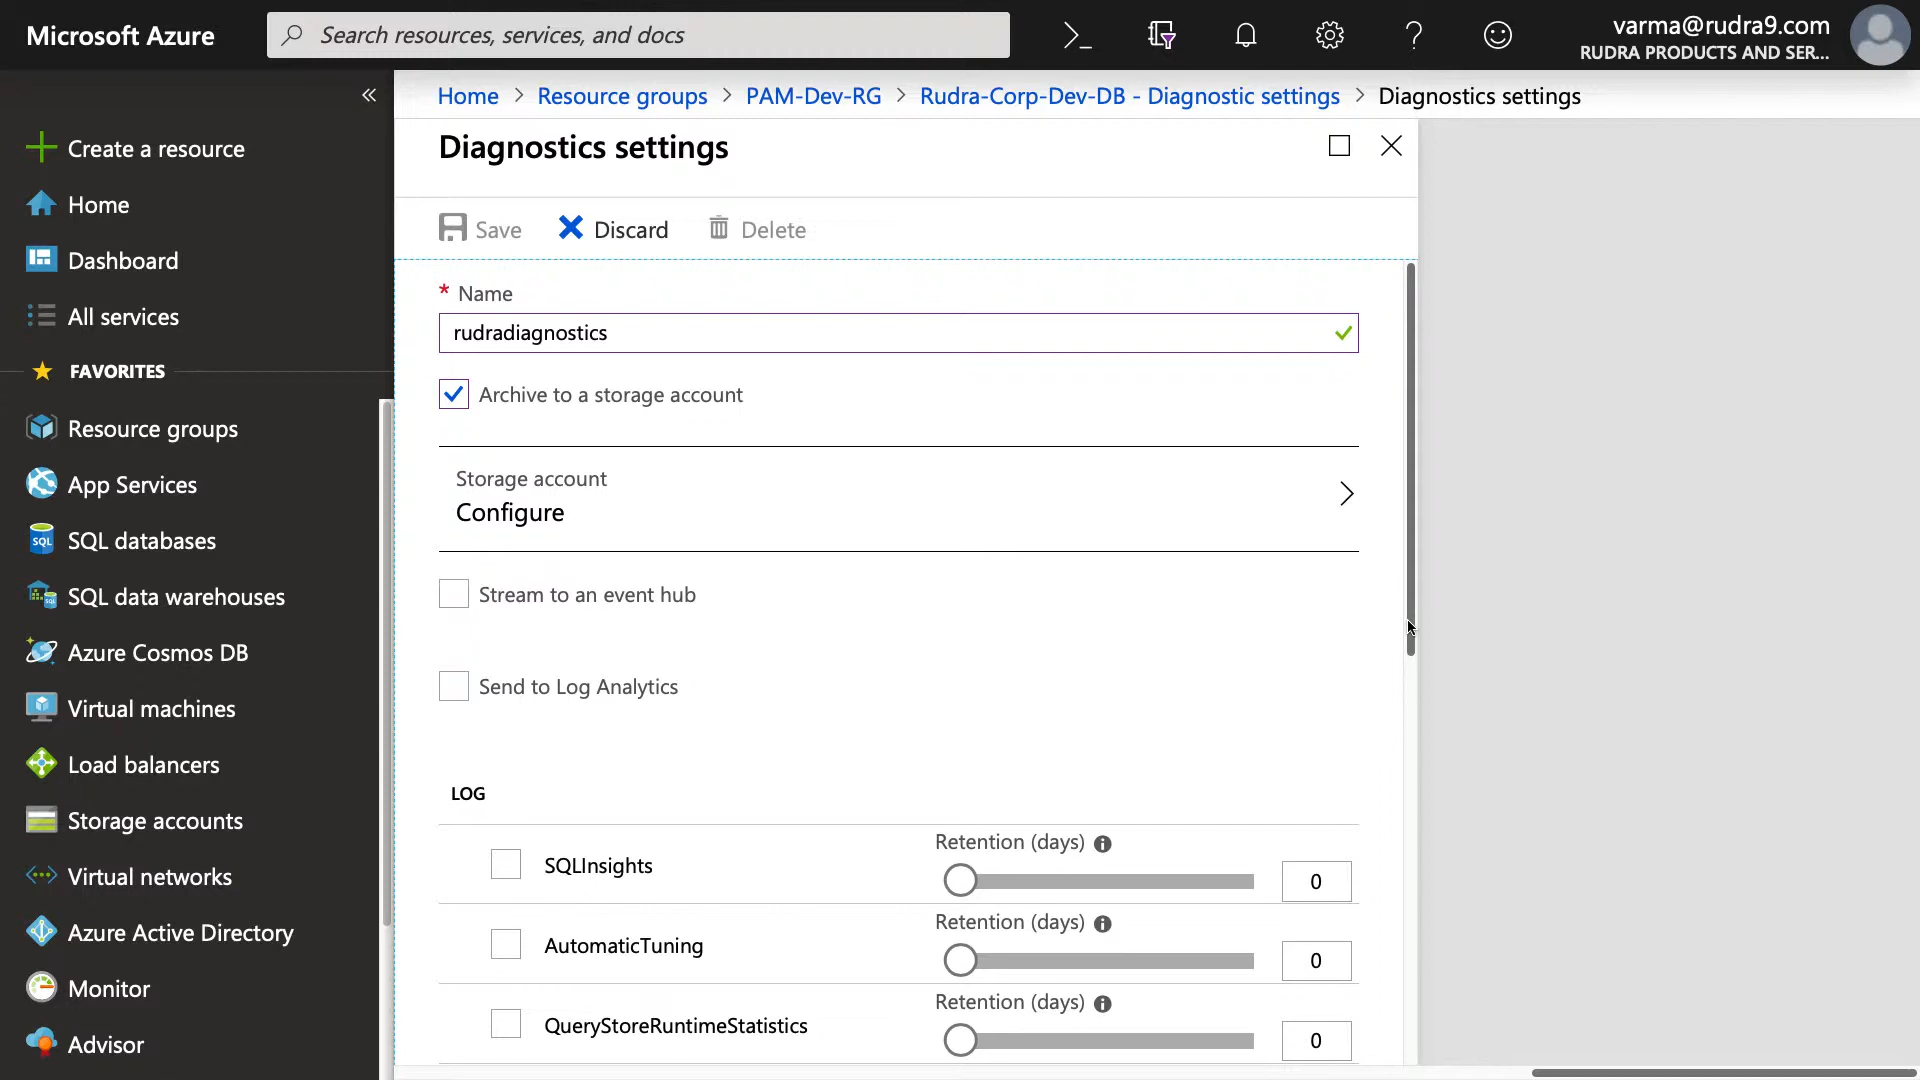 Microsoft Azure
Search resources, services, and docs
varma@rudra9.com
RUDRA PRODUCTS AND SER...
Home > Resource groups > PAM-Dev-RG > Rudra-Corp-Dev-DB - Diagnostic settings > Diagnostics settings
Create a resource
Home
Dashboard
All services
FAVORITES
Resource groups
App Services
SQL databases
SQL data warehouses
Azure Cosmos DB
Virtual machines
Load balancers
Storage accounts
Virtual networks
Azure Active Directory
Monitor
Advisor
Diagnostics settings
Save Discard Delete
* Name
rudradiagnostics
Archive to a storage account
Storage account
Configure
Stream to an event hub
Send to Log Analytics
LOG
SQLInsights
Retention (days)
0
AutomaticTuning
Retention (days)
0
QueryStoreRuntimeStatistics
Retention (days)
0